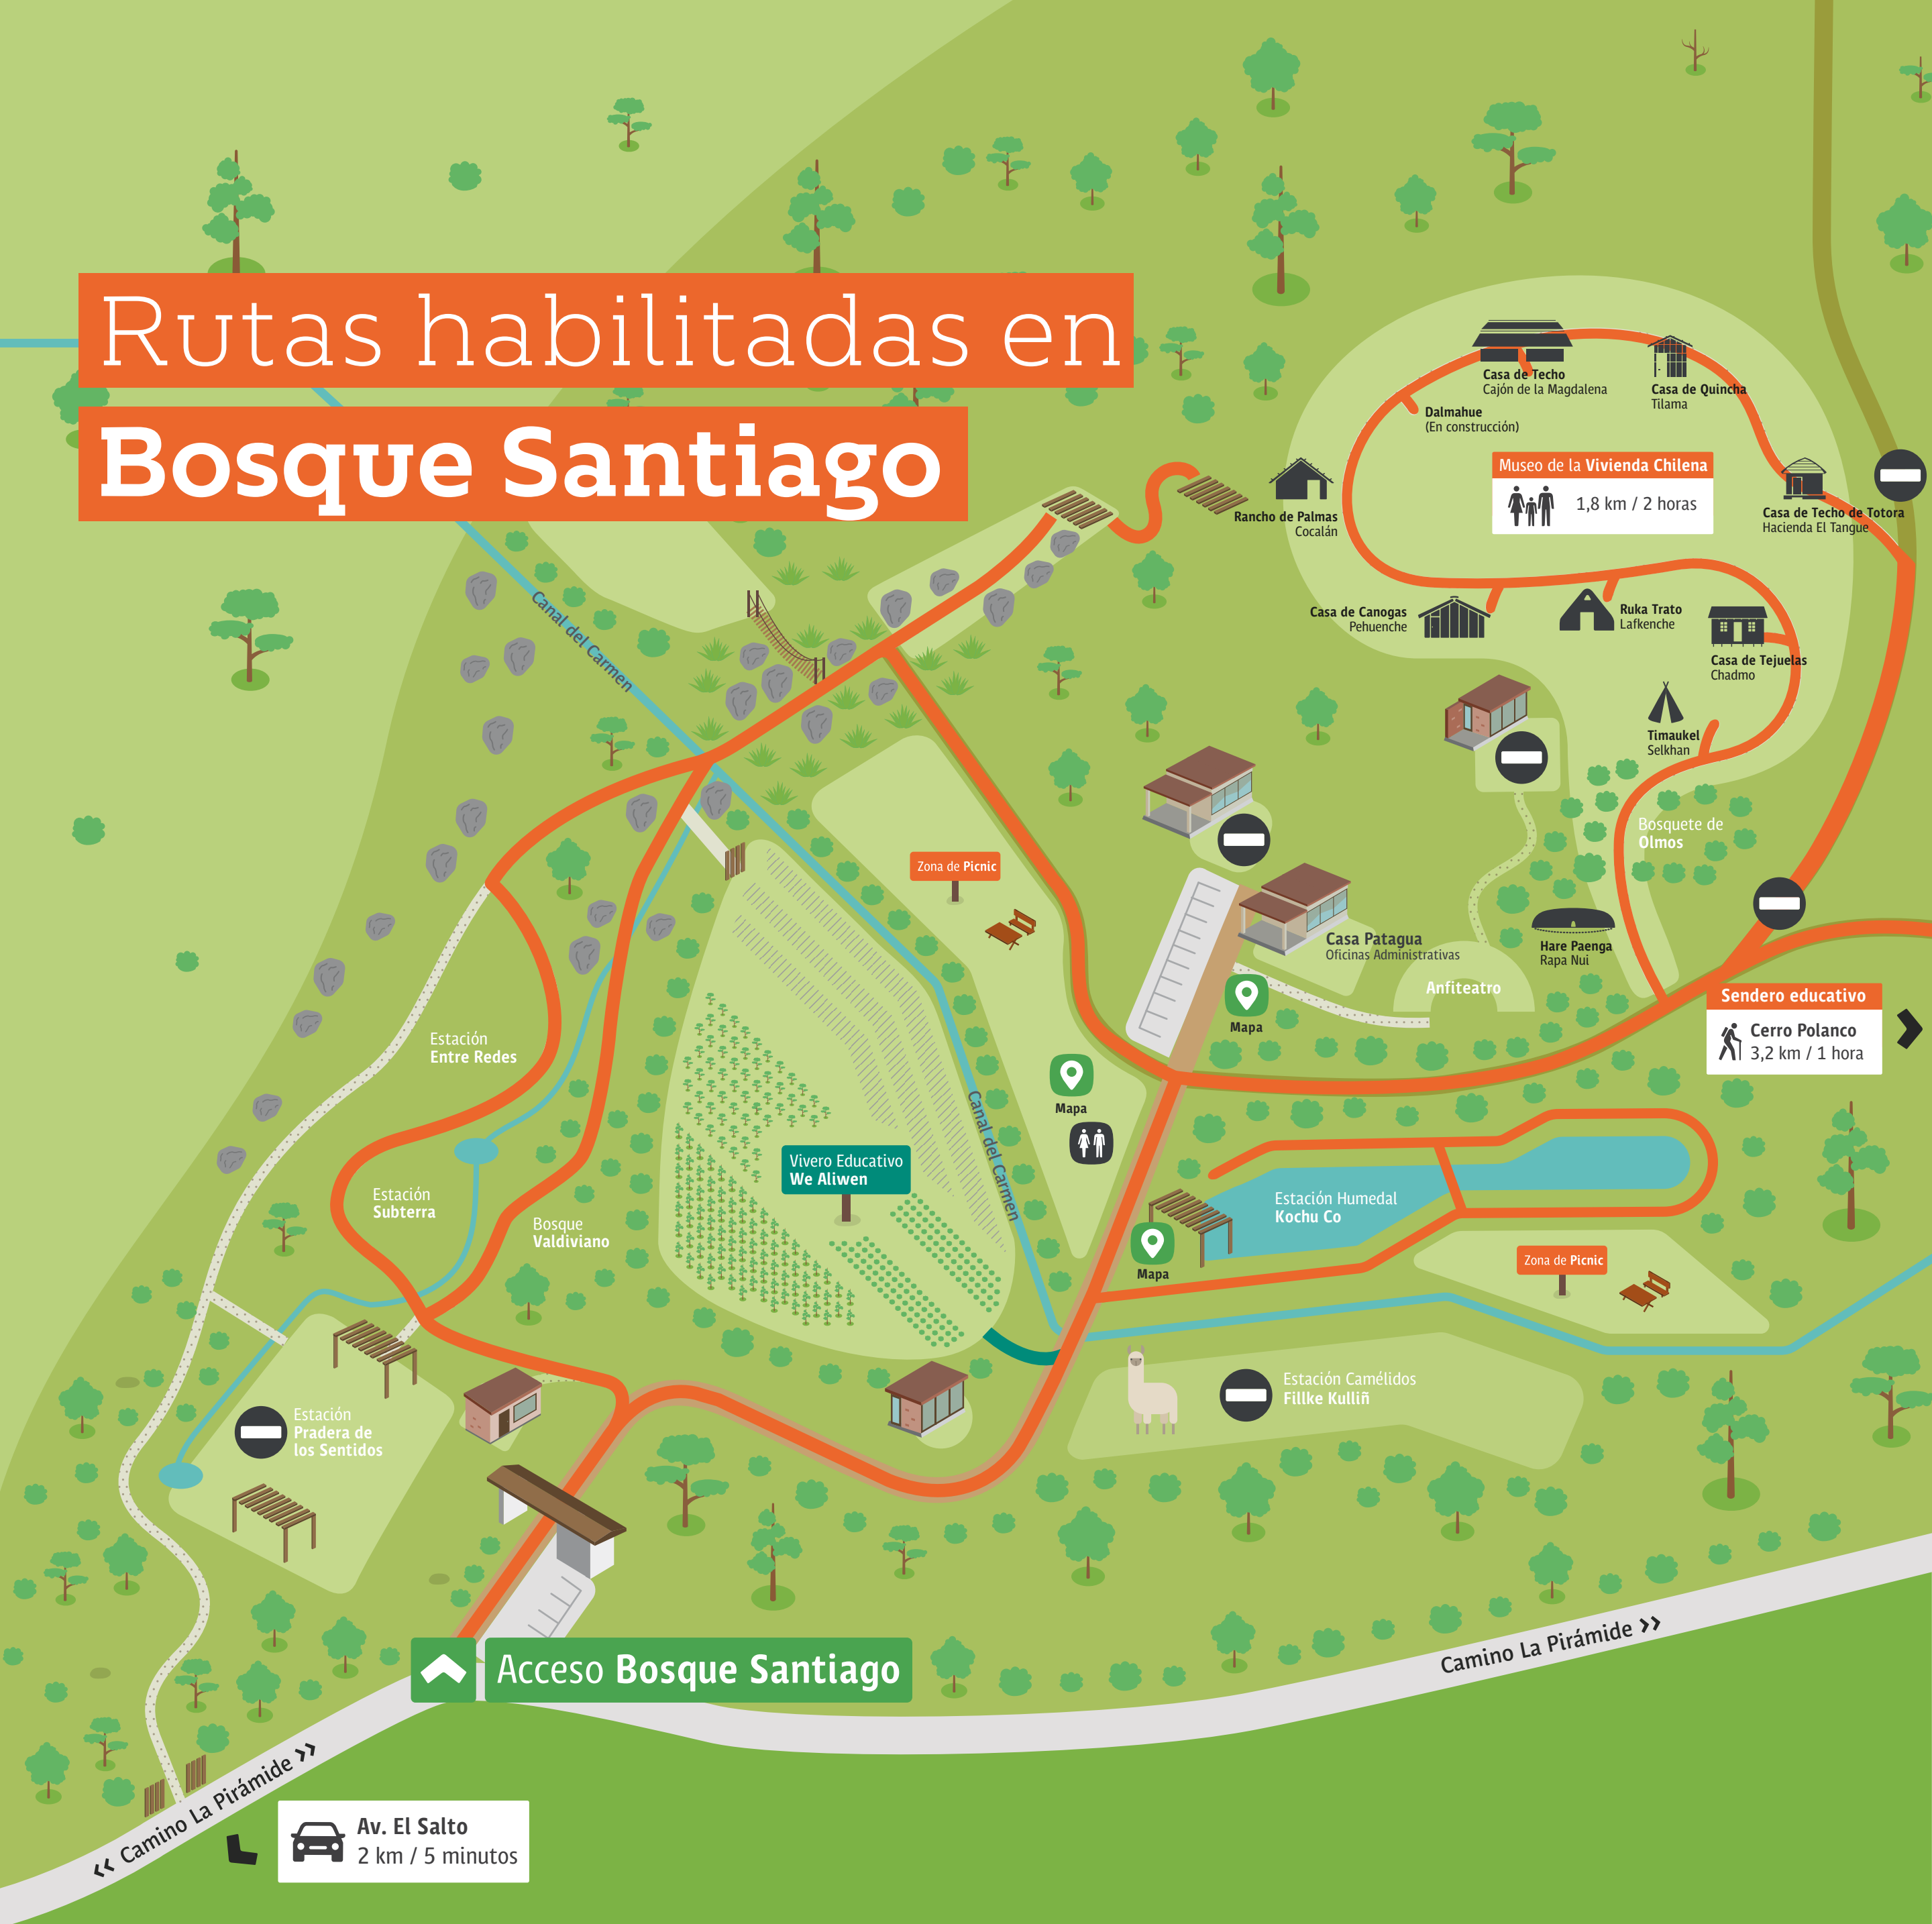 Rutas habilitadas en
Bosque Santiago
Casa de Techo
Cajón de la Magdalena
Casa de Quincha
Tilama
Dalmahue
(En construcción)
Museo de la Vivienda Chilena
1,8 km / 2 horas
Rancho de Palmas
Cocalán
Casa de Techo de Totora
Hacienda El Tangue
Canal del Carmen
Casa de Canogas
Pehuenche
Ruka Trato
Lafkenche
Casa de Tejuelas
Chadmo
Timaukel
Selkhan
Bosquete de
Olmos
Zona de Picnic
Casa Patagua
Oficinas Administrativas
Hare Paenga
Rapa Nui
Anfiteatro
Sendero educativo
Cerro Polanco
3,2 km / 1 hora
Mapa
Estación
Entre Redes
Mapa
Canal del Carmen
Vivero Educativo
We Aliwen
Estación
Subterra
Bosque
Valdiviano
Estación Humedal
Kochu Co
Mapa
Zona de Picnic
Estación Camélidos
Fillke Kulliñ
Estación
Pradera de
los Sentidos
Acceso Bosque Santiago
Camino La Pirámide >>
<< Camino La Pirámide >>
Av. El Salto
2 km / 5 minutos